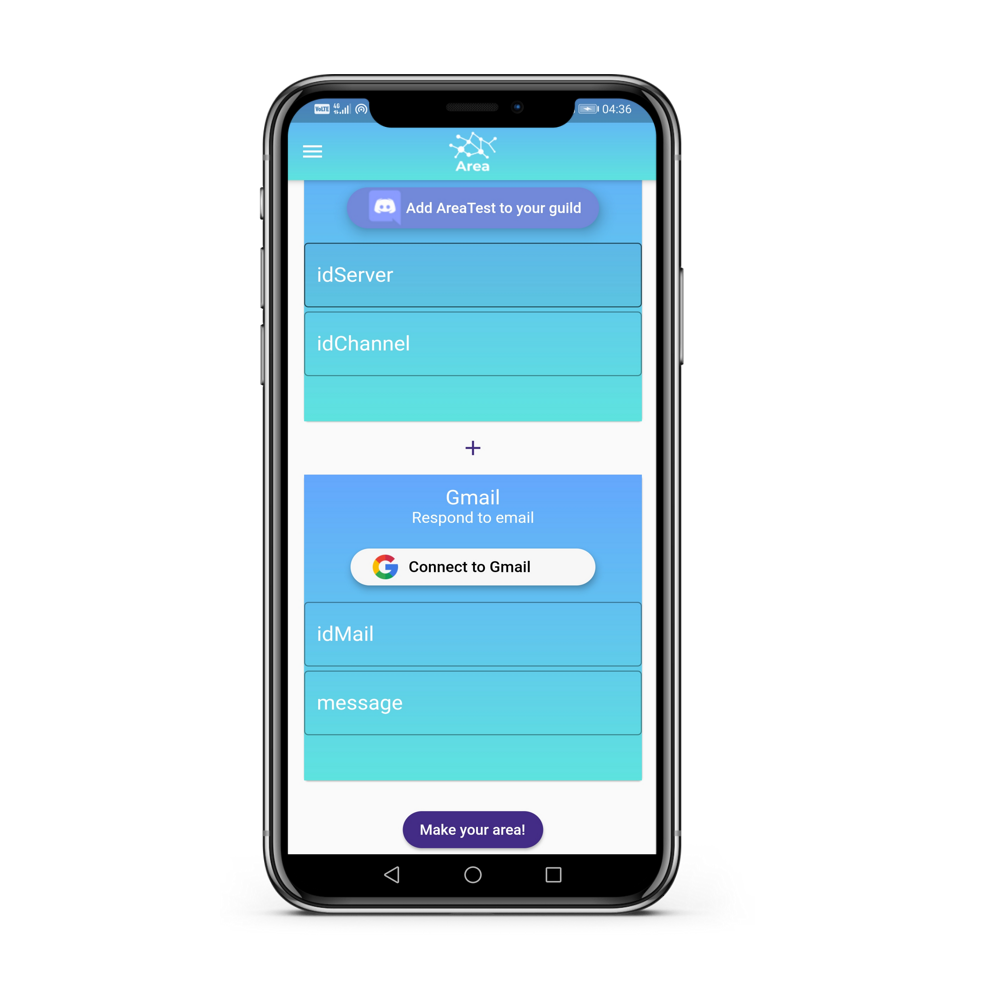 VoLTE 4G 04:36
Area
Add AreaTest to your guild
idServer
idChannel
+
Gmail
Respond to email
Connect to Gmail
idMail
message
Make your area!